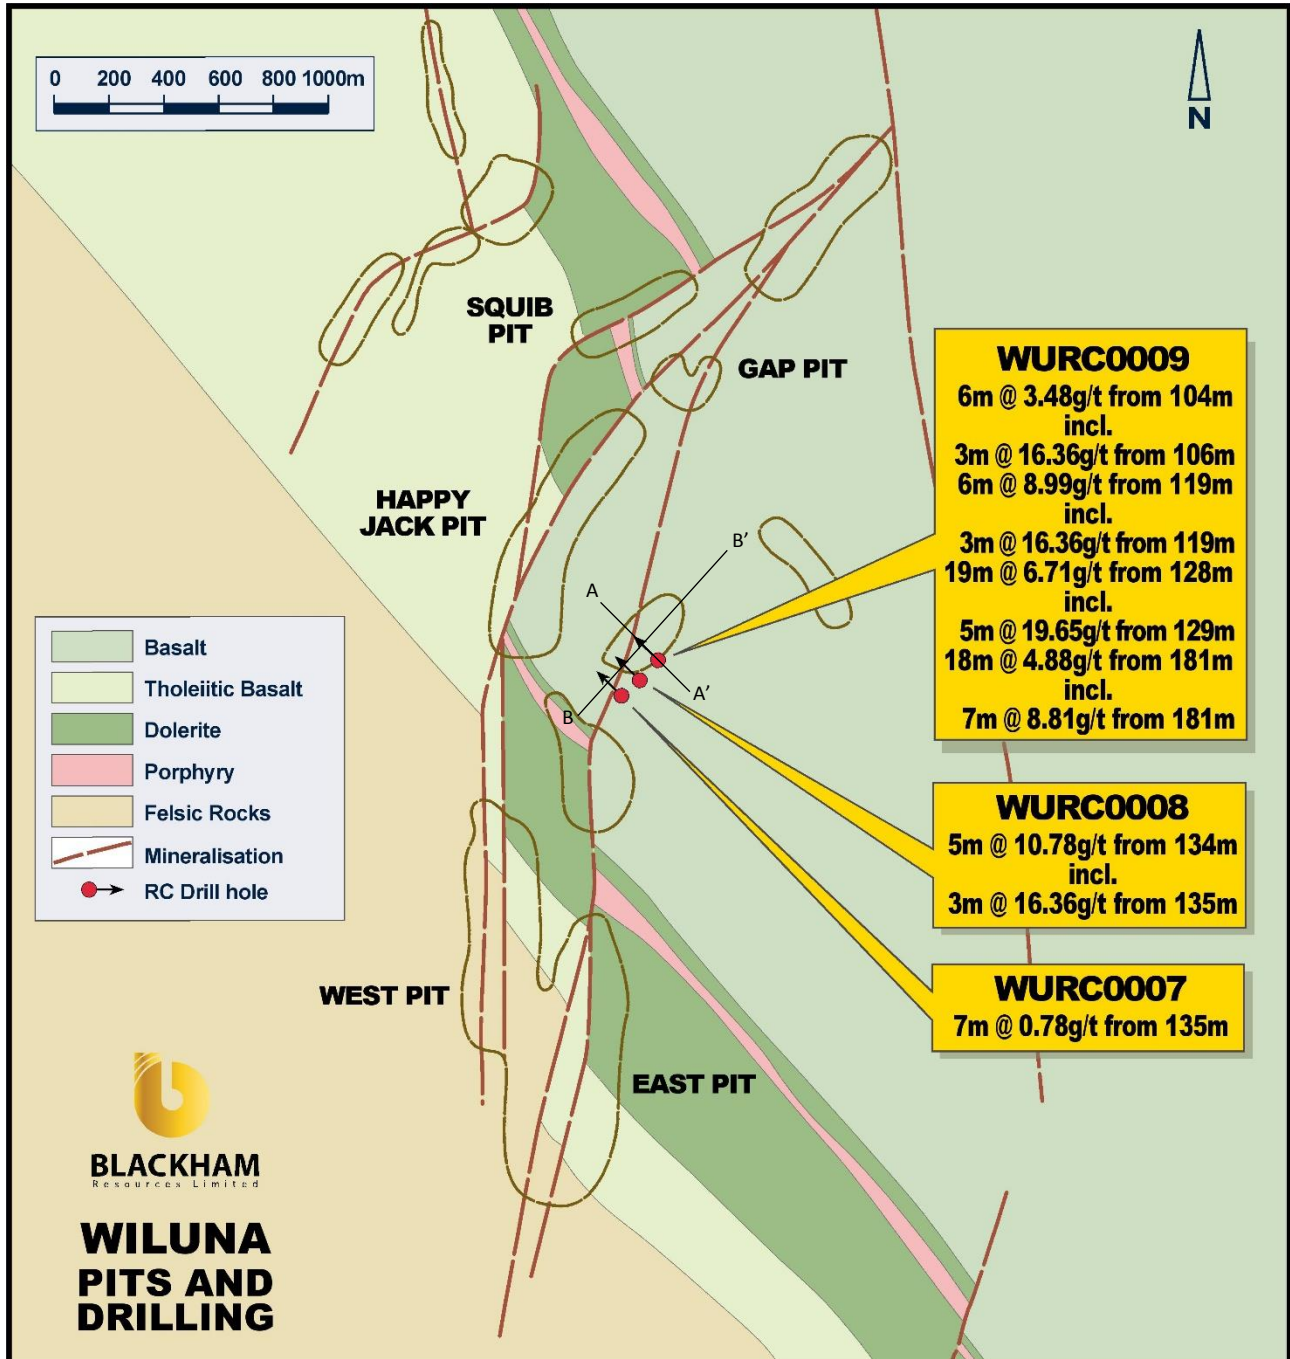 0 200 400 600 800 1000m
N
SQUIB
PIT
GAP PIT
HAPPY
JACK PIT
A
B'
B
A'
WURC0009
6m @ 3.48g/t from 104m
incl.
3m @ 16.36g/t from 106m
6m @ 8.99g/t from 119m
incl.
3m @ 16.36g/t from 119m
19m @ 6.71g/t from 128m
incl.
5m @ 19.65g/t from 129m
18m @ 4.88g/t from 181m
incl.
7m @ 8.81g/t from 181m
Basalt
Tholeiitic Basalt
Dolerite
Porphyry
Felsic Rocks
Mineralisation
RC Drill hole
WURC0008
5m @ 10.78g/t from 134m
incl.
3m @ 16.36g/t from 135m
WURC0007
7m @ 0.78g/t from 135m
WEST PIT
EAST PIT
BLACKHAM
Resources Limited
WILUNA
PITS AND
DRILLING